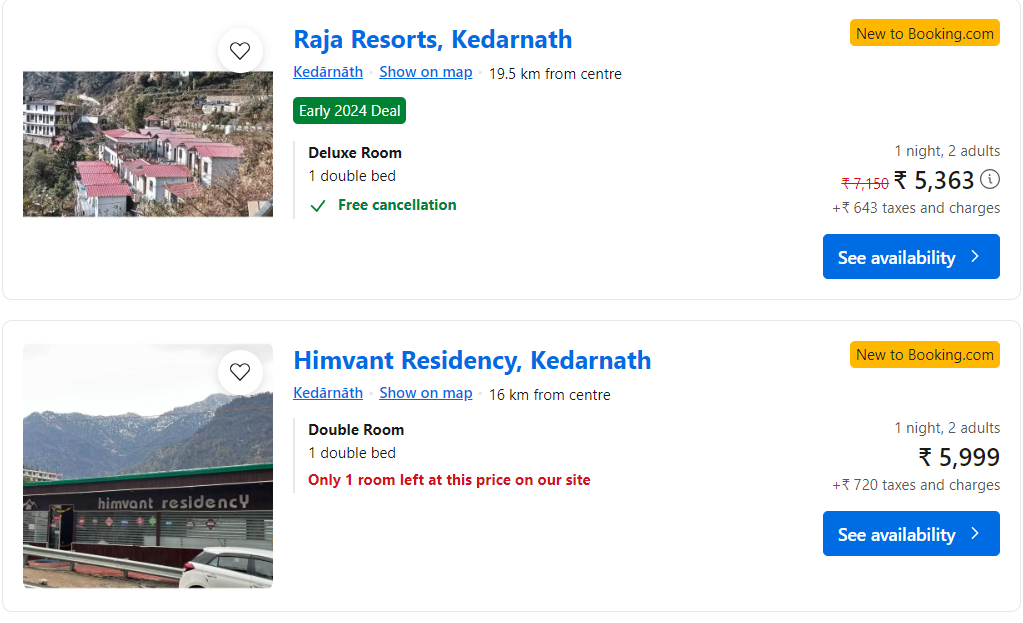 Raja Resorts, Kedarnath
New to Booking.com
Kedārnāth · Show on map · 19.5 km from centre
Early 2024 Deal
Deluxe Room
1 double bed
Free cancellation
1 night, 2 adults
₹ 7,150 ₹ 5,363
+₹ 643 taxes and charges
See availability
Himvant Residency, Kedarnath
New to Booking.com
Kedārnāth · Show on map · 16 km from centre
Double Room
1 double bed
Only 1 room left at this price on our site
1 night, 2 adults
₹ 5,999
+₹ 720 taxes and charges
See availability
himvant residency